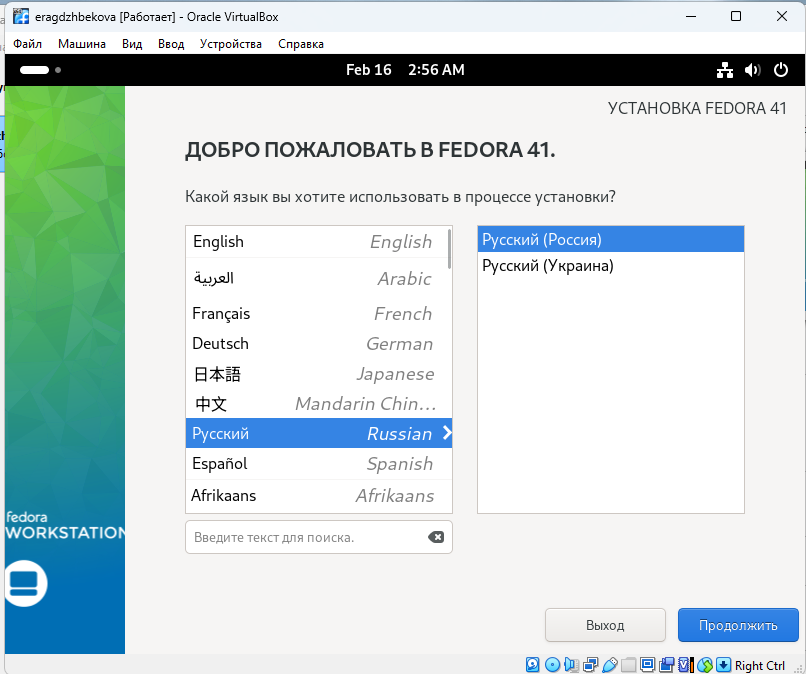 eragdzhbekova [Работает] - Oracle VirtualBox
Файл Машина Вид Ввод Устройства Справка
Feb 16 2:56 AM
УСТАНОВКА FEDORA 41
ДОБРО ПОЖАЛОВАТЬ В FEDORA 41.
Какой язык вы хотите использовать в процессе установки?
English English
العربية Arabic
Français French
Deutsch German
日本語 Japanese
中文 Mandarin Chin...
Русский Russian
Español Spanish
Afrikaans Afrikaans
Русский (Россия)
Русский (Украина)
Введите текст для поиска.
fedora
WORKSTATION
Выход Продолжить
Right Ctrl